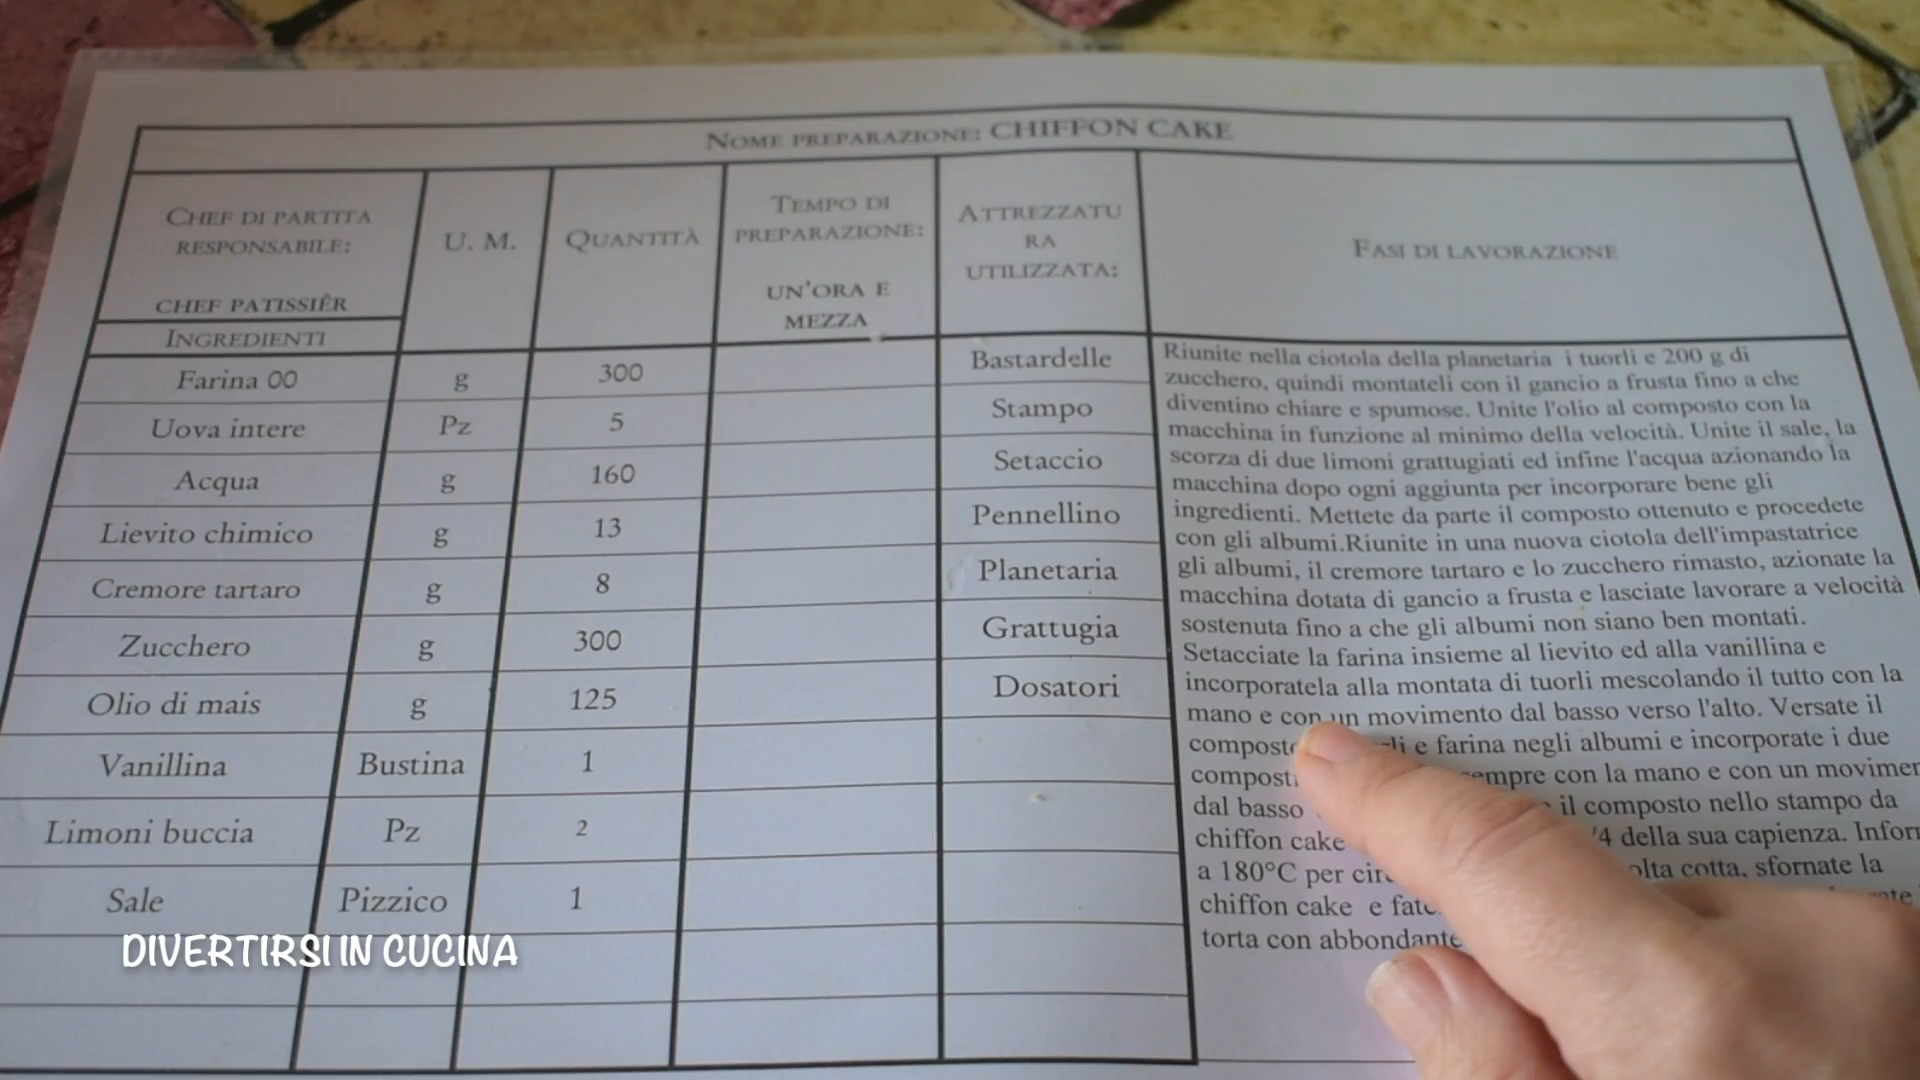 NOME PREPARAZIONE: CHIFFON CAKE
CHEF DI PARTITA
RESPONSABILE:
CHEF PATISSIÊR
INGREDIENTI
U. M.
QUANTITÀ
TEMPO DI
PREPARAZIONE:
UN'ORA E
MEZZA
ATTREZZATU
RA
UTILIZZATA:
FASI DI LAVORAZIONE
Farina 00 g 300
Uova intere Pz 5
Acqua g 160
Lievito chimico g 13
Cremore tartaro g 8
Zucchero g 300
Olio di mais g 125
Vanillina Bustina 1
Limoni buccia Pz 2
Sale Pizzico 1
Bastardelle
Stampo
Setaccio
Pennellino
Planetaria
Grattugia
Dosatori
Riunite nella ciotola della planetaria i tuorli e 200 g di
zucchero, quindi montateli con il gancio a frusta fino a che
diventino chiare e spumose. Unite l'olio al composto con la
macchina in funzione al minimo della velocità. Unite il sale, la
scorza di due limoni grattugiati ed infine l'acqua azionando la
macchina dopo ogni aggiunta per incorporare bene gli
ingredienti. Mettete da parte il composto ottenuto e procedete
con gli albumi.Riunite in una nuova ciotola dell'impastatrice
gli albumi, il cremore tartaro e lo zucchero rimasto, azionate la
macchina dotata di gancio a frusta e lasciate lavorare a velocità
sostenuta fino a che gli albumi non siano ben montati.
Setacciate la farina insieme al lievito ed alla vanillina e
incorporatela alla montata di tuorli mescolando il tutto con la
mano e con un movimento dal basso verso l'alto. Versate il
e farina negli albumi e incorporate i due
con la mano e con un
dal basso il composto nello stampo da
chiffon cake della sua capienza.
a 180°C per cotta, sfornate la
chiffon cake e
torta con abbondante
DIVERTIRSI IN CUCINA